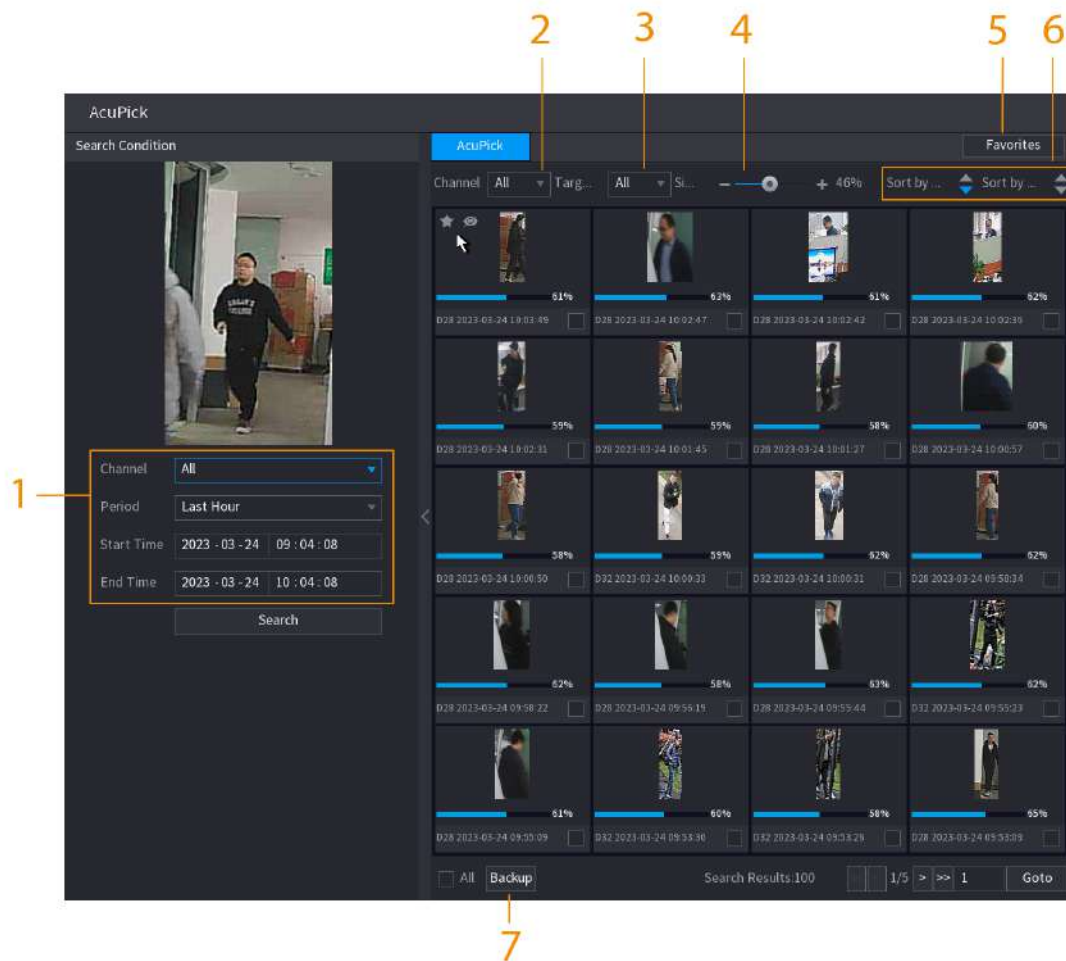 2 3 4 5 6
AcuPick
Search Condition
AcuPick
Favorites
Channel All Targ... All Si... 46% Sort by ... Sort by ...
61% 63% 61% 62%
D28 2023-03-24 10:03:49 D28 2023-03-24 10:02:47 D28 2023-03-24 10:02:42 D28 2023-03-24 10:02:36
59% 59% 58% 60%
D28 2023-03-24 10:02:31 D28 2023-03-24 10:01:45 D28 2023-03-24 10:01:27 D28 2023-03-24 10:00:57
58% 59% 62% 62%
D28 2023-03-24 10:00:50 D32 2023-03-24 10:00:33 D32 2023-03-24 10:00:31 D28 2023-03-24 09:58:34
62% 58% 63% 62%
D28 2023-03-24 09:58:22 D28 2023-03-24 09:56:19 D28 2023-03-24 09:55:44 D32 2023-03-24 09:55:23
61% 60% 58% 65%
D28 2023-03-24 09:55:09 D32 2023-03-24 09:53:36 D32 2023-03-24 09:53:26 D28 2023-03-24 09:53:09
1
Channel All
Period Last Hour
Start Time 2023 - 03 - 24 09 : 04 : 08
End Time 2023 - 03 - 24 10 : 04 : 08
Search
All Backup Search Results:100 1/5 > >> 1 Goto
7